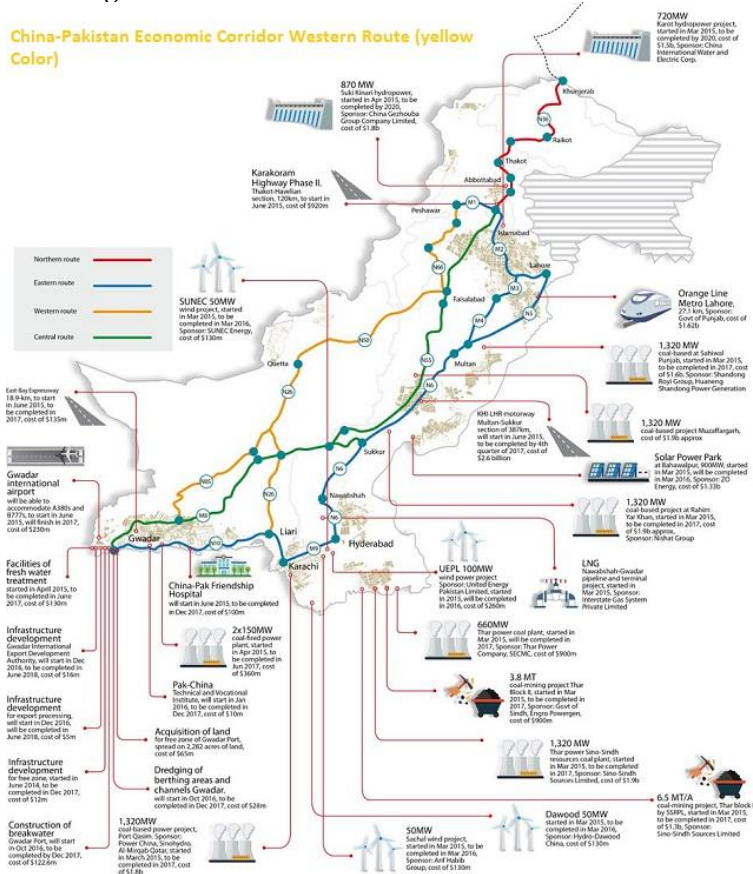 China-Pakistan Economic Corridor Western Route (yellow
Color)
720MW
Karot hydropower project,
started in Mar 2015, to be
completed by 2020, cost of
$1.5b, Sponsor: China
International Water and
Electric Corp.
870 MW
Suki Kinari hydropower,
started in Apr 2015, to be
completed by 2020,
Sponsor: China Gezhouba
Group Company Limited,
cost of $1.8b
Karakoram
Highway Phase II,
Thakot-Havelian
section, 120km, to start in
June 2015, cost of $920m
Khunjerab
N36
Raikot
Thakot
Abbottabad
Peshawar
M1
Islamabad
M2
Lahore
N66
M3
Faisalabad
N5
M4
N50
N55
Multan
N6
Quetta
N26
Sukkur
N6
N85
N26
Nawabshah
M8
N6
Gwadar
N10
Liari
Karachi
M9
Hyderabad
Northern route
Eastern route
Western route
Central route
SUNEC 50MW
wind project, started
in Mar 2015, to be
completed in Mar 2016,
Sponsor: SUNEC Energy,
cost of $130m
Orange Line
Metro Lahore,
27.1 km, Sponsor:
Govt of Punjab, cost of
$1.62b
1,320 MW
coal-based at Sahiwal
Punjab, started in Mar 2015,
to be completed in 2017, cost
of $1.6b. Sponsor: Shandong
Royi Group, Huaneng
Shandong Power Generation
1,320 MW
coal-based project Muzaffargarh,
cost of $1.9b approx
KHI-LHR motorway
Multan-Sukkur
section of 387km,
will start in June 2015,
to be completed by 4th
quarter of 2017, cost of
$2.6 billion
Solar Power Park
at Bahawalpur, 900MW, started
in Mar 2015, will be completed
in Mar 2016, Sponsor: ZO
Energy, cost of $1.33b
1,320 MW
coal-based project at Rahim
Yar Khan, started in Mar 2015,
to be completed in 2017, cost
of $1.9b approx,
Sponsor: Nishat Group
LNG
Nawabshah-Gwadar
pipeline and terminal
project, started in
Mar 2015, Sponsor:
Interstate Gas System
Private Limited
East-Bay Expressway
18.9-km, to start
in June 2015, to
be completed in
2017, cost of
$135m
Gwadar
international
airport
will be able to
accommodate A380s and
B777s, to start in June
2015, will finish in 2017,
cost of $230m
Facilities of
fresh water
treatment
started in April 2015, to
be completed in June
2017, cost of $130m
Infrastructure
development
Gwadar International
Export Development
Authority, will start in Dec
2016, to be completed in
June 2018, cost of $16m
Infrastructure
development
for export processing,
will start in Dec 2016,
will be completed in
June 2018, cost of $5m
Infrastructure
development
for free zone, started in
June 2014, to be
completed in Dec 2017,
cost of $12m
Construction of
breakwater
Gwadar Port, will start
in Oct 2016, to be
completed by Dec 2017,
cost of $122.6m
China-Pak Friendship
Hospital
will start in June 2015, to be completed
in Dec 2017, cost of $100m
2x150MW
coal-fired power
plant, started in
Apr 2015, to be
completed in
Jun 2017, cost of
$360m
Pak-China
Technical and Vocational
Institute, will start in Jan
2016, to be completed in
Dec 2017, cost of $10m
Acquisition of land
for free zone of Gwadar Port,
spread on 2,282 acres of land,
cost of $65m
Dredging of
berthing areas and
channels Gwadar,
will start in Oct 2016, to be
completed in Dec 2017, cost of $28m
1,320MW
coal-based power project,
Port Qasim. Sponsor:
Power China, Sinohydro,
Al-Mirqab Qatar, started
in March 2015, to be
completed in 2017, cost
of $1.8b
UEPL 100MW
wind power project
Sponsor: United Energy
Pakistan Limited, started
in 2015, will be completed
in 2016, cost of $260m
660MW
Thar power coal plant, started in
Mar 2015, will be completed in
2017, Sponsor: Thar Power
Company, SECMC, cost of $900m
3.8 MT
coal-mining project Thar
Block II, started in Mar
2015, to be completed
in 2017, Sponsor: Govt of
Sindh, Engro Powergen,
cost of $900m
1,320 MW
Thar power Sino-Sindh
resources coal plant, started
in Mar 2015, to be completed
in 2017, Sponsor: Sino-Sindh
Sources Limited, cost of $1.9b
6.5 MT/A
coal-mining project, Thar block
by SSRPL, started in Mar 2015,
to be completed in 2017, cost
of $1.3b, Sponsor:
Sino-Sindh Sources Limited
Dawood 50MW
started in Mar 2015, to be
completed in Mar 2016,
Sponsor: Hydro-Dawood
China, cost of $130m
50MW
Sachal wind project,
started in Mar 2015, to be
completed in Mar 2016,
Sponsor: Arif Habib
Group, cost of $130m